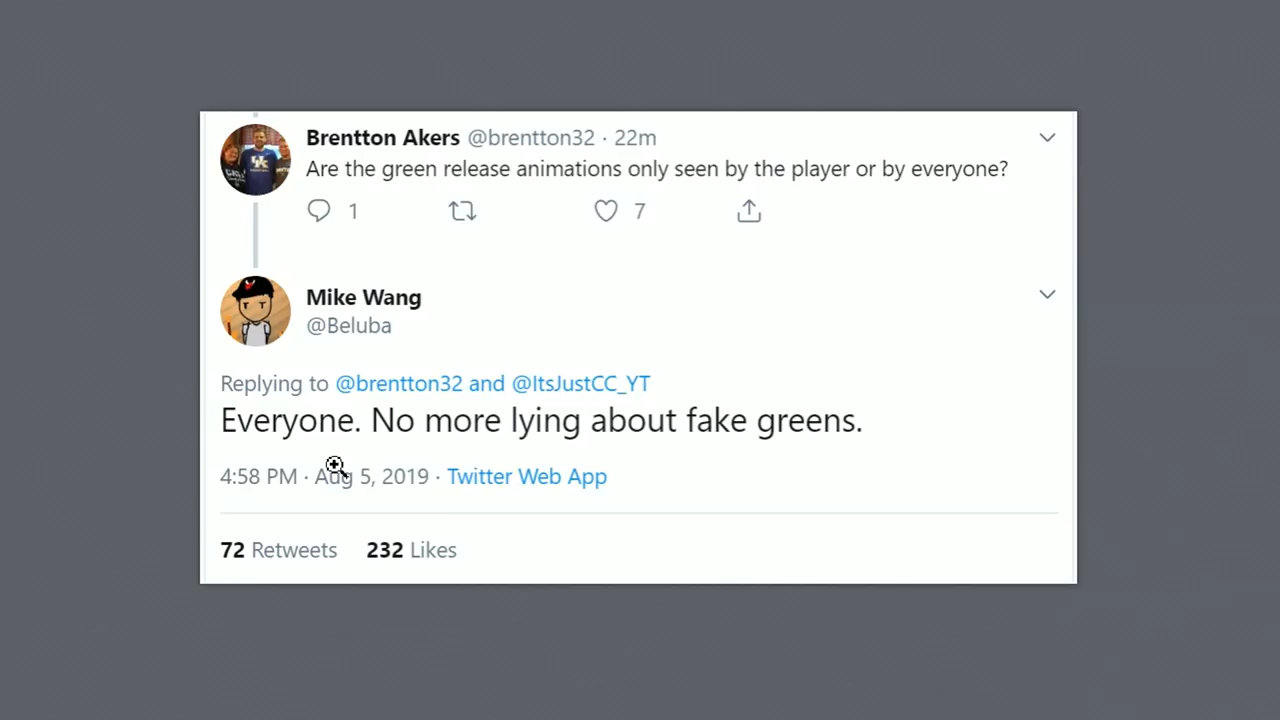 Brentton Akers @brentton32 · 22m
Are the green release animations only seen by the player or by everyone?
1 7
Mike Wang
@Beluba
Replying to @brentton32 and @ItsJustCC_YT
Everyone. No more lying about fake greens.
4:58 PM · Aug 5, 2019 · Twitter Web App
72 Retweets 232 Likes